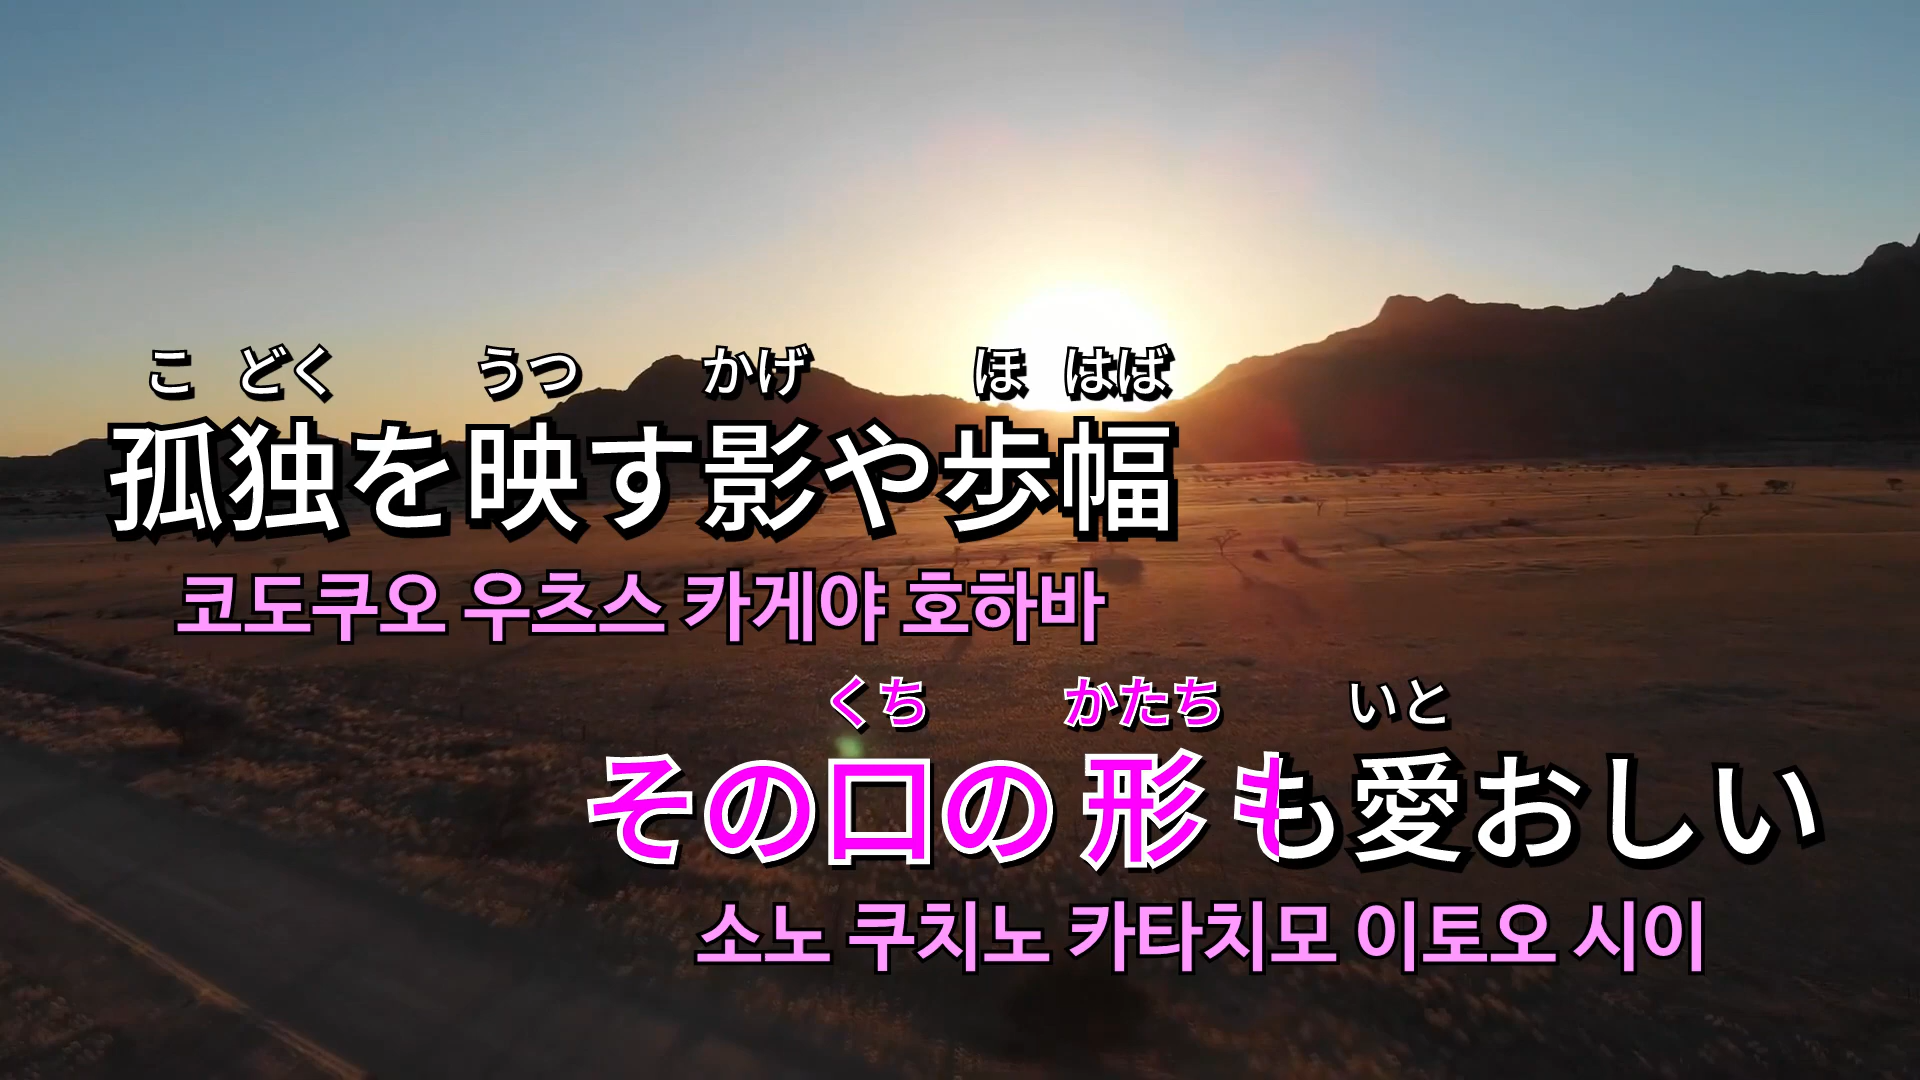 こ どく うつ かげ ほ はば
孤独を映す影や歩幅
코도쿠오 우츠스 카게야 호하바
くち かたち いと
その口の 形 も愛おしい
소노 쿠치노 카타치모 이토오 시이